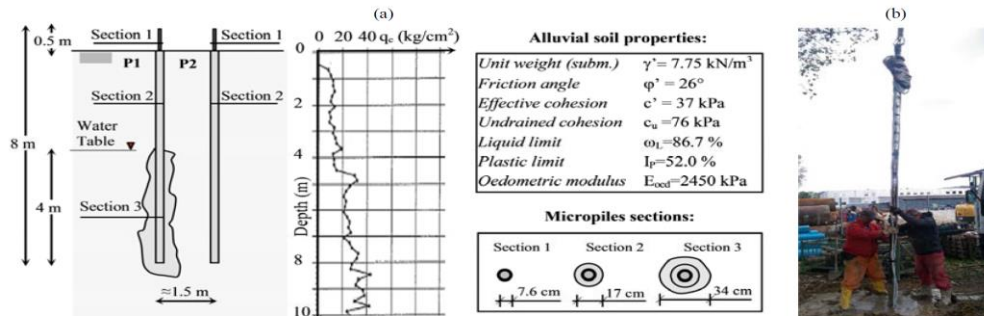 (a)
(b)
0.5 m
Section 1
Section 1
P1
P2
Section 2
Section 2
Water
Table
8 m
4 m
Section 3
≈1.5 m
0 20 40 60 qc (kg/cm²)
0
2
4
6
8
10
Depth (m)
Alluvial soil properties:
Unit weight (subm.) γ'= 7.75 kN/m³
Friction angle φ' = 26°
Effective cohesion c' = 37 kPa
Undrained cohesion cu =76 kPa
Liquid limit ωL=86.7 %
Plastic limit IP=52.0 %
Oedometric modulus Eoed=2450 kPa
Micropiles sections:
Section 1 Section 2 Section 3
7.6 cm 17 cm 34 cm